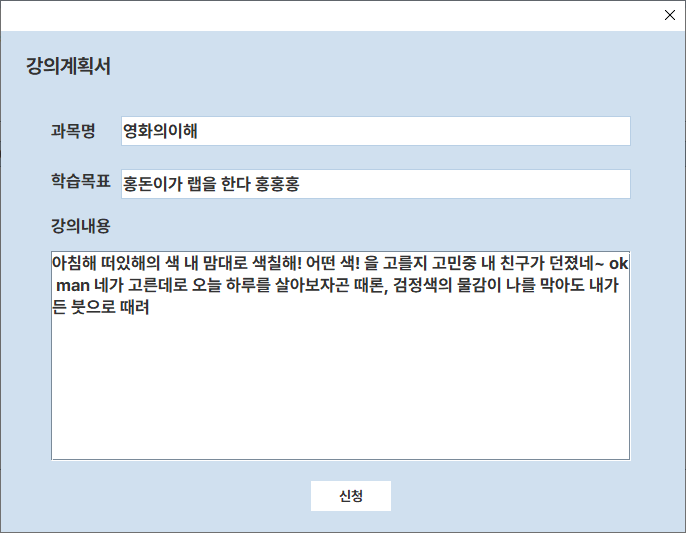 강의계획서
과목명 영화의이해
학습목표 홍돈이가 랩을 한다 홍홍홍
강의내용
아침해 떠있해의 색 내 맘대로 색칠해! 어떤 색! 을 고를지 고민중 내 친구가 던졌네~ ok
man 네가 고른데로 오늘 하루를 살아보자곤 때론, 검정색의 물감이 나를 막아도 내가
든 붓으로 때려
신청